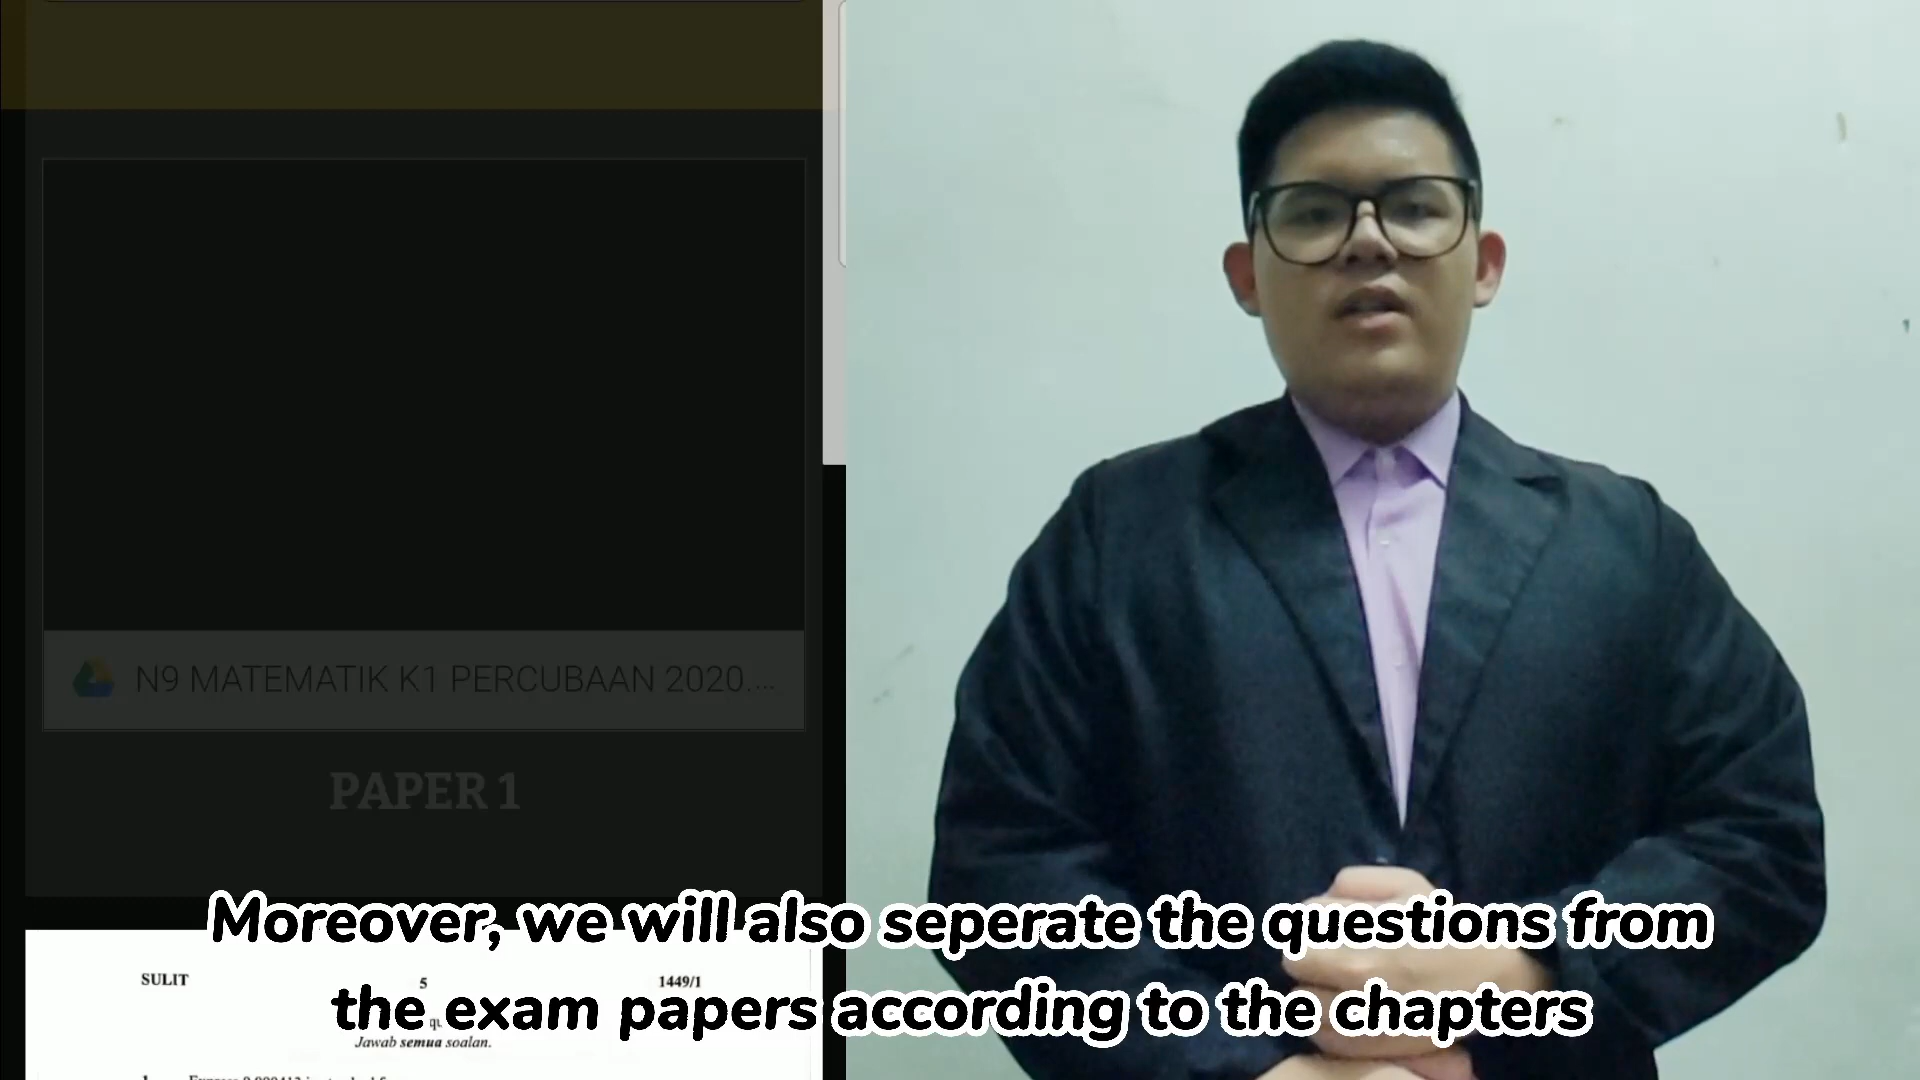 N9 MATEMATIK K1 PERCUBAAN 2020....
PAPER 1
SULIT 5 1449/1
Jawab semua soalan.
1
Moreover, we will also seperate the questions from
the exam papers according to the chapters